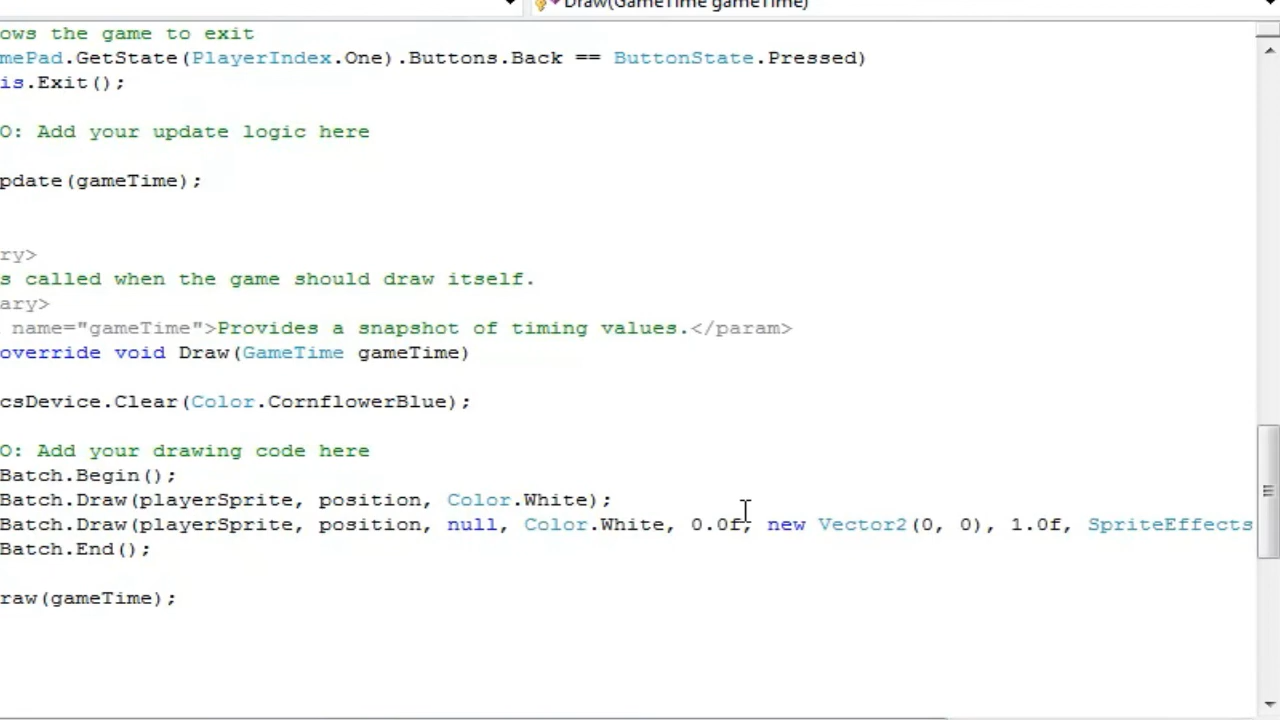 Draw(GameTime gameTime)
ows the game to exit
mePad.GetState(PlayerIndex.One).Buttons.Back == ButtonState.Pressed)
is.Exit();
O: Add your update logic here
pdate(gameTime);
ry>
s called when the game should draw itself.
ary>
name="gameTime">Provides a snapshot of timing values.</param>
override void Draw(GameTime gameTime)
csDevice.Clear(Color.CornflowerBlue);
O: Add your drawing code here
Batch.Begin();
Batch.Draw(playerSprite, position, Color.White);
Batch.Draw(playerSprite, position, null, Color.White, 0.0f, new Vector2(0, 0), 1.0f, SpriteEffects
Batch.End();
raw(gameTime);